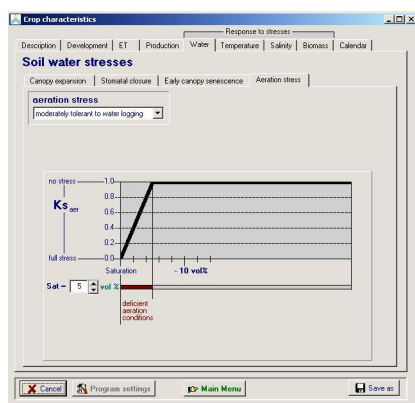 Crop characteristics
Response to stresses
Description Development ET Production Water Temperature Salinity Biomass Calendar
Soil water stresses
Canopy expansion Stomatal closure Early canopy senescence Aeration stress
aeration stress
moderately tolerant to water logging
no stress 1.0
0.8
Ks aer
0.6
0.4
0.2
full stress 0.0
Saturation - 10 vol%
Sat - 5 vol %
deficient
aeration
conditions
Cancel Program settings Main Menu Save as